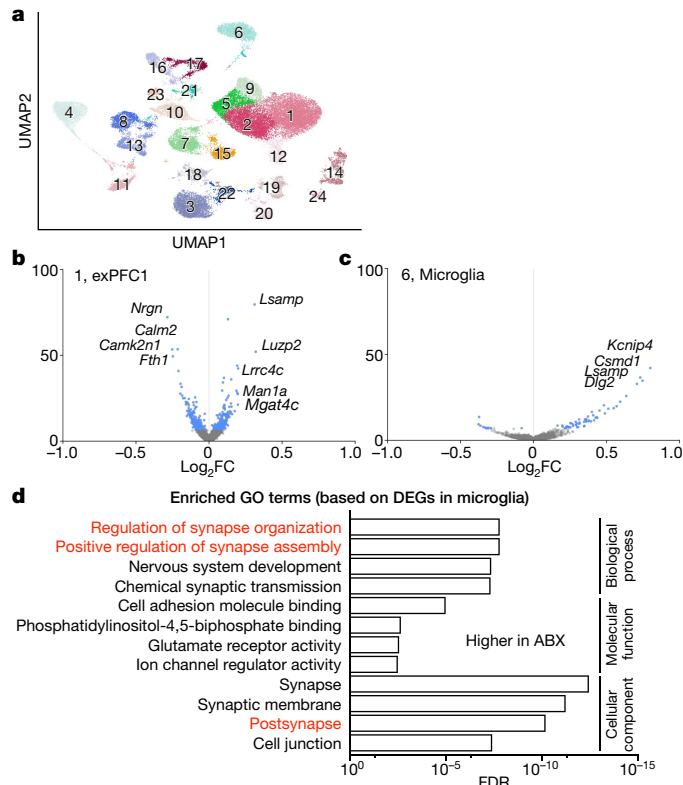 a
UMAP2
6
17
16
21
9
23
5
4
10
1
8
2
13
7
15
12
14
18
11
19
22
24
3
20
UMAP1
b
1, exPFC1
100
50
0
Nrgn
Calm2
Camk2n1
Fth1
Lsamp
Luzp2
Lrrc4c
Man1a
Mgat4c
−1.0 −0.5 0 0.5 1.0
Log2FC
c
6, Microglia
100
50
0
Kcnip4
Csmd1
Lsamp
Dlg2
−1.0 −0.5 0 0.5 1.0
Log2FC
d
Enriched GO terms (based on DEGs in microglia)
Regulation of synapse organization
Positive regulation of synapse assembly
Nervous system development
Chemical synaptic transmission
Biological
process
Cell adhesion molecule binding
Phosphatidylinositol-4,5-biphosphate binding
Glutamate receptor activity
Ion channel regulator activity
Higher in ABX
Molecular
function
Synapse
Synaptic membrane
Postsynapse
Cell junction
Cellular
component
10⁰ 10⁻⁵ 10⁻¹⁰ 10⁻¹⁵
FDR